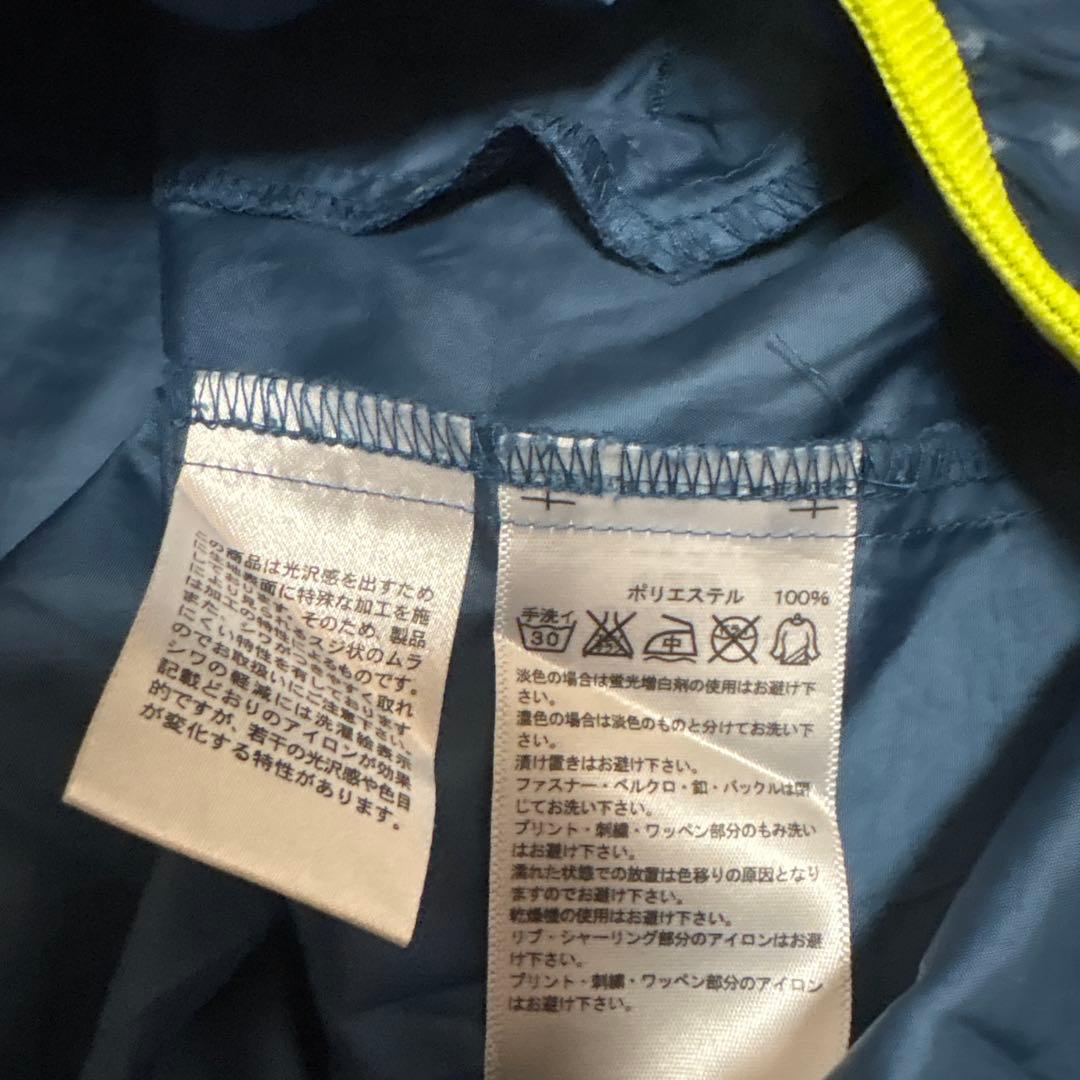 この商品は光沢感を出すため
に生地表面に特殊な加工を施
しております。そのため、製品
により見られるスジ状のムラ
は加工の特性によるものです。
また、シワがつきやすく、取れ
にくい特性を有しております
のでお取扱いにご注意下さい。
シワの軽減には洗濯絵表示
記載どおりのアイロンが効果
的ですが、若干の光沢感や色目
が変化する特性があります。
ポリエステル 100%
手洗イ
30
中
淡色の場合は蛍光増白剤の使用はお避け下
さい。
濃色の場合は淡色のものと分けてお洗い下
さい。
漬け置きはお避け下さい。
ファスナー・ベルクロ・釦・バックルは閉
じてお洗い下さい。
プリント・刺繍・ワッペン部分のもみ洗い
はお避け下さい。
濡れた状態での放置は色移りの原因となり
ますのでお避け下さい。
乾燥機の使用はお避け下さい。
リブ・シャーリング部分のアイロンはお避
け下さい。
プリント・刺繍・ワッペン部分のアイロン
はお避け下さい。